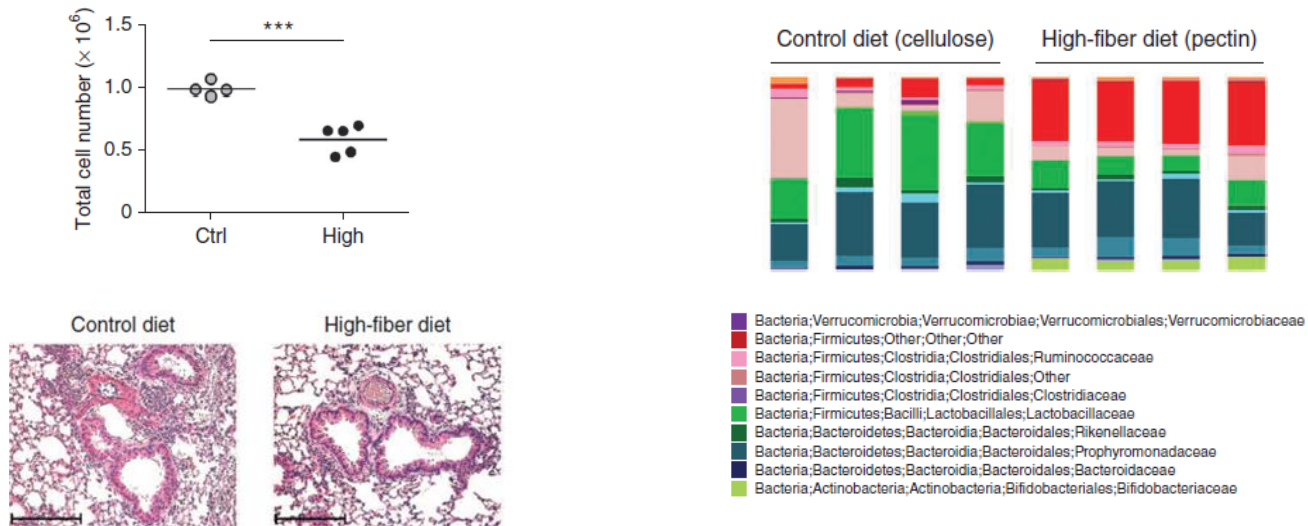 Total cell number (× 10⁶)
1.5
1.0
0.5
0
***
Ctrl
High
Control diet (cellulose)
High-fiber diet (pectin)
Control diet
High-fiber diet
Bacteria;Verrucomicrobia;Verrucomicrobiae;Verrucomicrobiales;Verrucomicrobiaceae
Bacteria;Firmicutes;Other;Other;Other
Bacteria;Firmicutes;Clostridia;Clostridiales;Ruminococcaceae
Bacteria;Firmicutes;Clostridia;Clostridiales;Other
Bacteria;Firmicutes;Clostridia;Clostridiales;Clostridiaceae
Bacteria;Firmicutes;Bacilli;Lactobacillales;Lactobacillaceae
Bacteria;Bacteroidetes;Bacteroidia;Bacteroidales;Rikenellaceae
Bacteria;Bacteroidetes;Bacteroidia;Bacteroidales;Prophyromonadaceae
Bacteria;Bacteroidetes;Bacteroidia;Bacteroidales;Bacteroidaceae
Bacteria;Actinobacteria;Actinobacteria;Bifidobacteriales;Bifidobacteriaceae